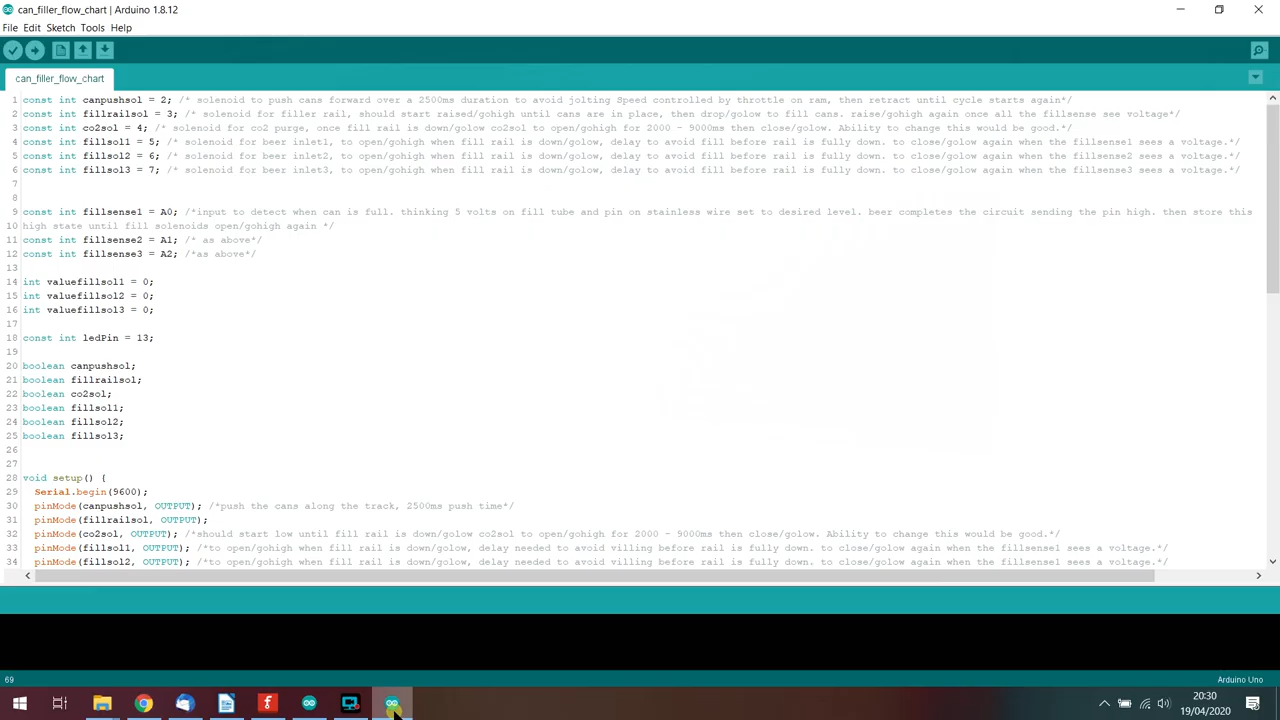 can_filler_flow_chart | Arduino 1.8.12
File Edit Sketch Tools Help
can_filler_flow_chart
1 const int canpushsol = 2; /* solenoid to push cans forward over a 2500ms duration to avoid jolting Speed controlled by throttle on ram, then retract until cycle starts again*/
2 const int fillrailsol = 3; /* solenoid for filler rail, should start raised/gohigh until cans are in place, then drop/golow to fill cans. raise/gohigh again once all the fillsense see voltage*/
3 const int co2sol = 4; /* solenoid for co2 purge, once fill rail is down/golow co2sol to open/gohigh for 2000 - 9000ms then close/golow. Ability to change this would be good.*/
4 const int fillsol1 = 5; /* solenoid for beer inlet1, to open/gohigh when fill rail is down/golow, delay to avoid fill before rail is fully down. to close/golow again when the fillsense1 sees a voltage.*/
5 const int fillsol2 = 6; /* solenoid for beer inlet2, to open/gohigh when fill rail is down/golow, delay to avoid fill before rail is fully down. to close/golow again when the fillsense2 sees a voltage.*/
6 const int fillsol3 = 7; /* solenoid for beer inlet3, to open/gohigh when fill rail is down/golow, delay to avoid fill before rail is fully down. to close/golow again when the fillsense3 sees a voltage.*/
7
8
9 const int fillsense1 = A0; /*input to detect when can is full. thinking 5 volts on fill tube and pin on stainless wire set to desired level. beer completes the circuit sending the pin high. then store this
10 high state until fill solenoids open/gohigh again */
11 const int fillsense2 = A1; /* as above*/
12 const int fillsense3 = A2; /*as above*/
13
14 int valuefillsol1 = 0;
15 int valuefillsol2 = 0;
16 int valuefillsol3 = 0;
17
18 const int ledPin = 13;
19
20 boolean canpushsol;
21 boolean fillrailsol;
22 boolean co2sol;
23 boolean fillsol1;
24 boolean fillsol2;
25 boolean fillsol3;
26
27
28 void setup() {
29 Serial.begin(9600);
30 pinMode(canpushsol, OUTPUT); /*push the cans along the track, 2500ms push time*/
31 pinMode(fillrailsol, OUTPUT);
32 pinMode(co2sol, OUTPUT); /*should start low until fill rail is down/golow co2sol to open/gohigh for 2000 - 9000ms then close/golow. Ability to change this would be good.*/
33 pinMode(fillsol1, OUTPUT); /*to open/gohigh when fill rail is down/golow, delay needed to avoid villing before rail is fully down. to close/golow again when the fillsense1 sees a voltage.*/
34 pinMode(fillsol2, OUTPUT); /*to open/gohigh when fill rail is down/golow, delay needed to avoid villing before rail is fully down. to close/golow again when the fillsense1 sees a voltage.*/
69
Arduino Uno
20:30
19/04/2020